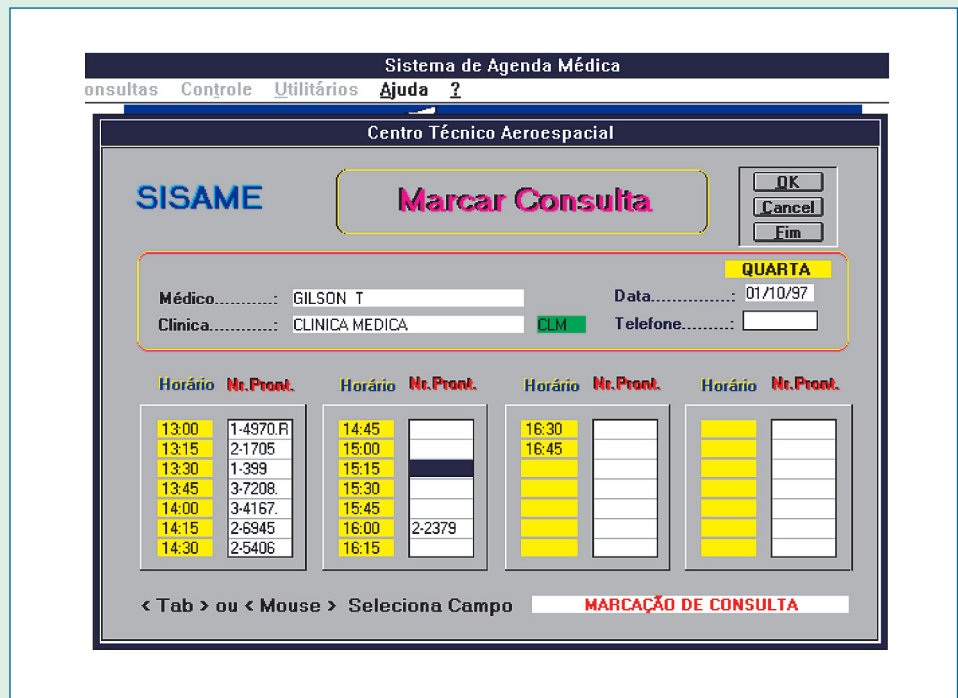 Sistema de Agenda Médica
onsultas Controle Utilitários Ajuda ?
Centro Técnico Aeroespacial
SISAME
Marcar Consulta
OK
Cancel
Fim
QUARTA
Médico..........: GILSON T
Data..............: 01/10/97
Clinica...........: CLINICA MEDICA CLM
Telefone.........:
Horário Nr.Pront. Horário Nr.Pront. Horário Nr.Pront. Horário Nr.Pront.
13:00 1-4970.R 14:45 16:30
13:15 2-1705 15:00 16:45
13:30 1-399 15:15
13:45 3-7208. 15:30
14:00 3-4167. 15:45
14:15 2-6945 16:00 2-2379
14:30 2-5406 16:15
< Tab > ou < Mouse > Seleciona Campo MARCAÇÃO DE CONSULTA